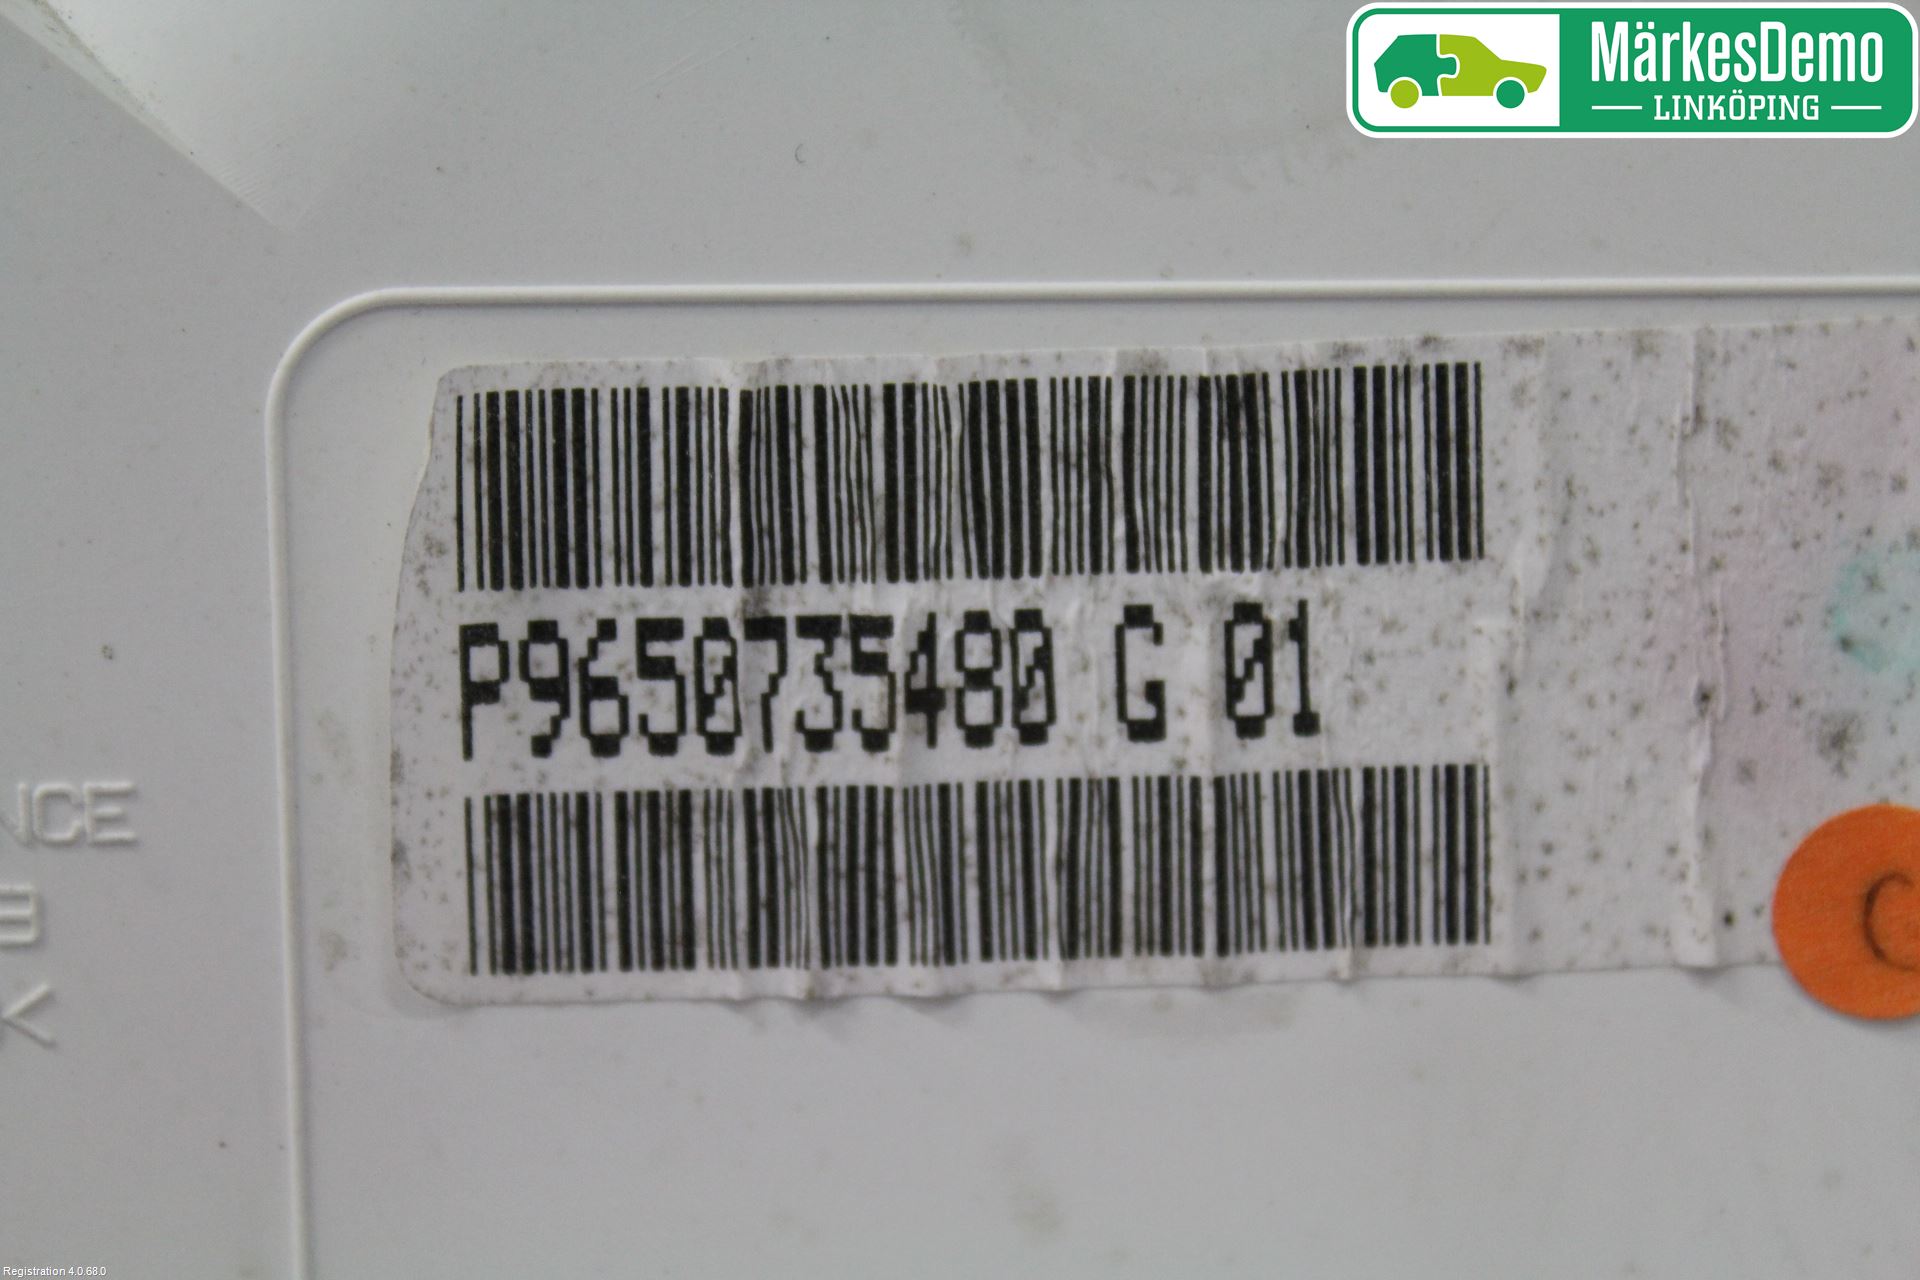 MärkesDemo
LINKÖPING
P9650735480 G 01
NCE
C
Registration 4.0.68.0